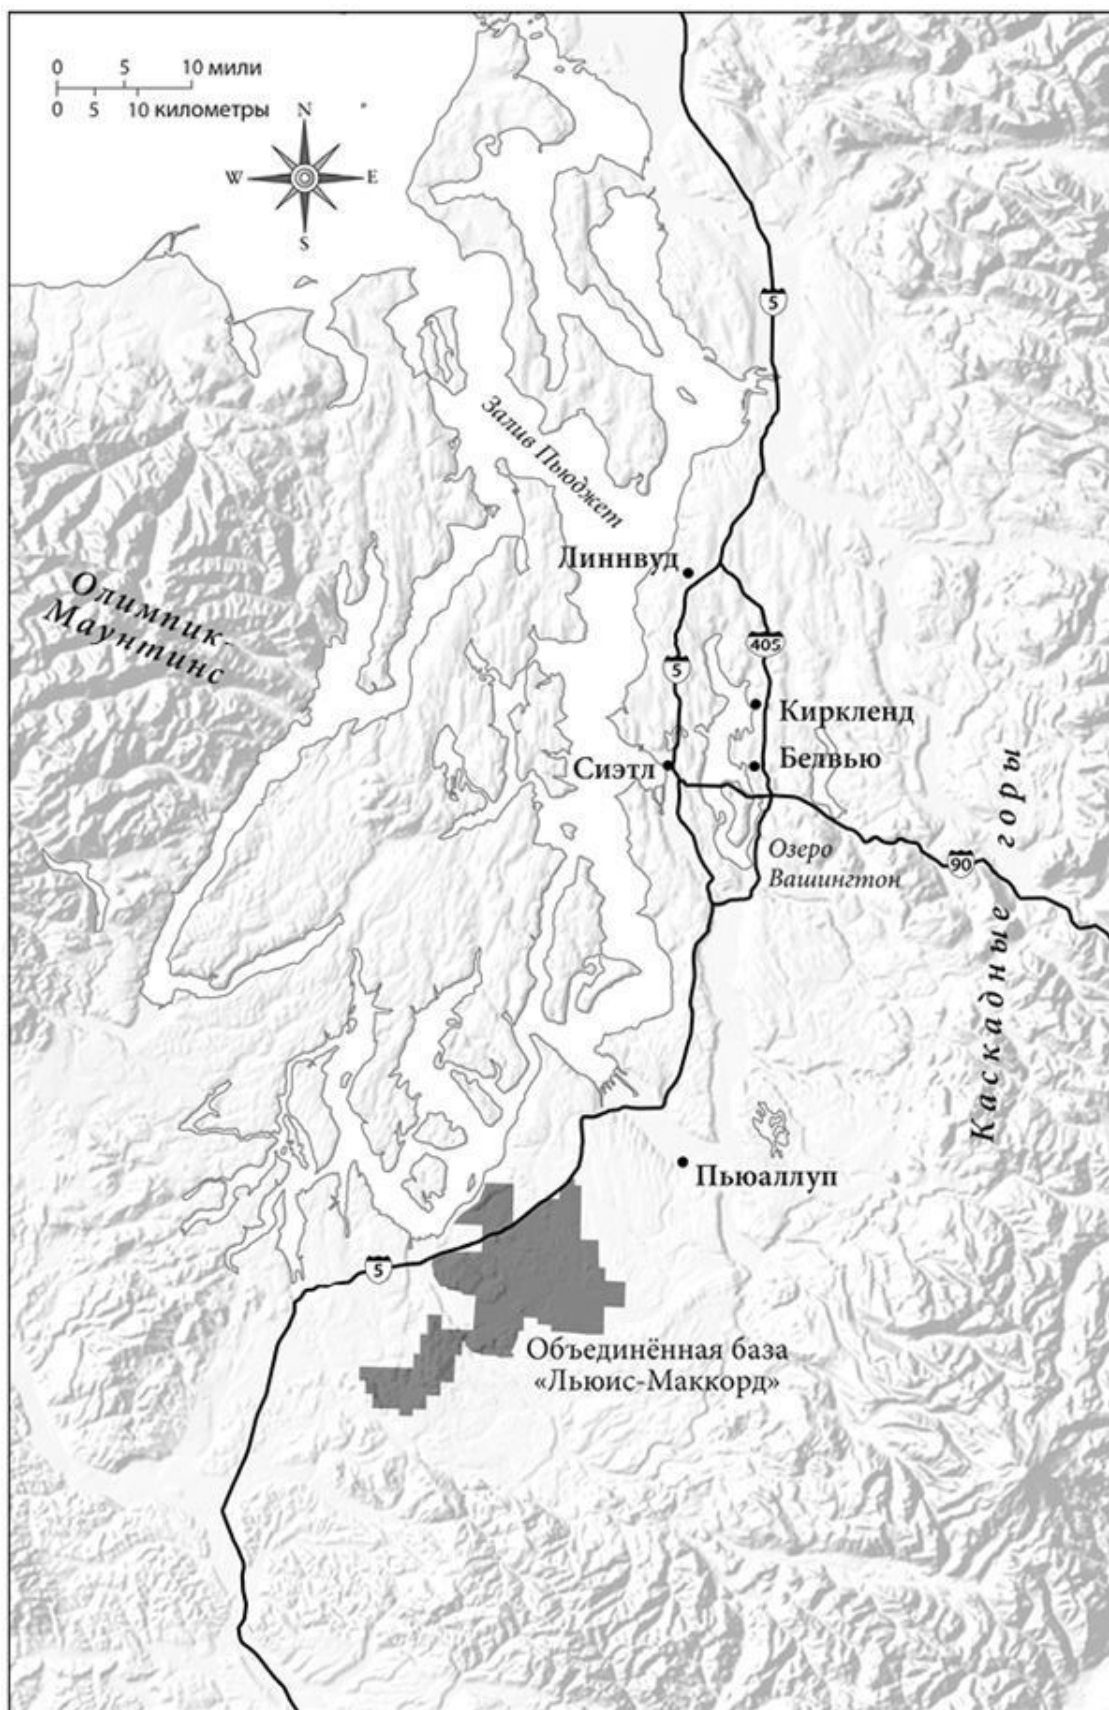 0 5 10 мили
0 5 10 километры
N
W E
S
5
Залив Пьюджет
Линнвуд
Олимпик-
Маунтинс
405
5
Киркленд
Сиэтл
Белвью
Каскадные горы
Озеро
Вашингтон
90
Пьюаллуп
5
Объединённая база
«Льюис-Маккорд»